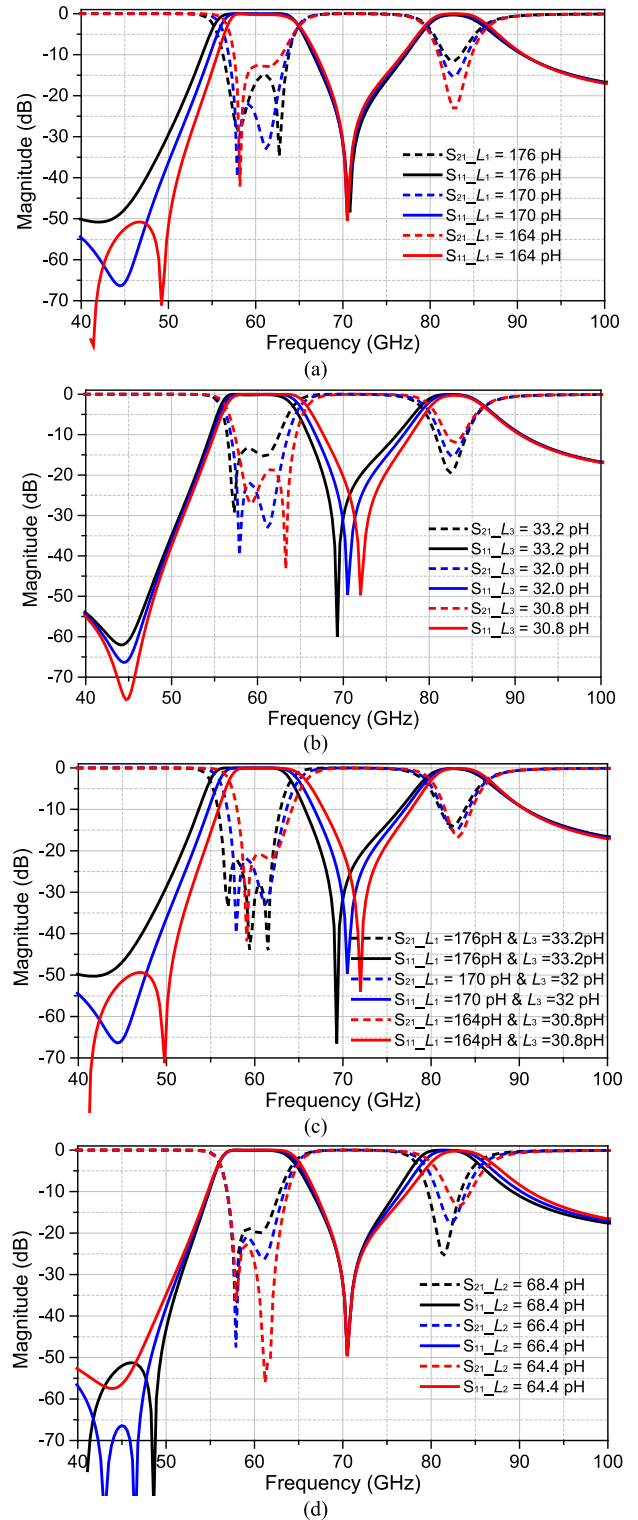 0
-10
-20
-30
-40
-50
-60
-70
Magnitude (dB)
S21_L1 = 176 pH
S11_L1 = 176 pH
S21_L1 = 170 pH
S11_L1 = 170 pH
S21_L1 = 164 pH
S11_L1 = 164 pH
40 50 60 70 80 90 100
Frequency (GHz)
(a)
0
-10
-20
-30
-40
-50
-60
-70
Magnitude (dB)
S21_L3 = 33.2 pH
S11_L3 = 33.2 pH
S21_L3 = 32.0 pH
S11_L3 = 32.0 pH
S21_L3 = 30.8 pH
S11_L3 = 30.8 pH
40 50 60 70 80 90 100
Frequency (GHz)
(b)
0
-10
-20
-30
-40
-50
-60
-70
Magnitude (dB)
S21_L1 =176pH & L3 =33.2pH
S11_L1 =176pH & L3 =33.2pH
S21_L1 = 170 pH & L3 =32 pH
S11_L1 =170 pH & L3 =32 pH
S21_L1 =164pH & L3 =30.8pH
S11_L1 =164pH & L3 =30.8pH
40 50 60 70 80 90 100
Frequency (GHz)
(c)
0
-10
-20
-30
-40
-50
-60
-70
Magnitude (dB)
S21_L2 = 68.4 pH
S11_L2 = 68.4 pH
S21_L2 = 66.4 pH
S11_L2 = 66.4 pH
S21_L2 = 64.4 pH
S11_L2 = 64.4 pH
40 50 60 70 80 90 100
Frequency (GHz)
(d)